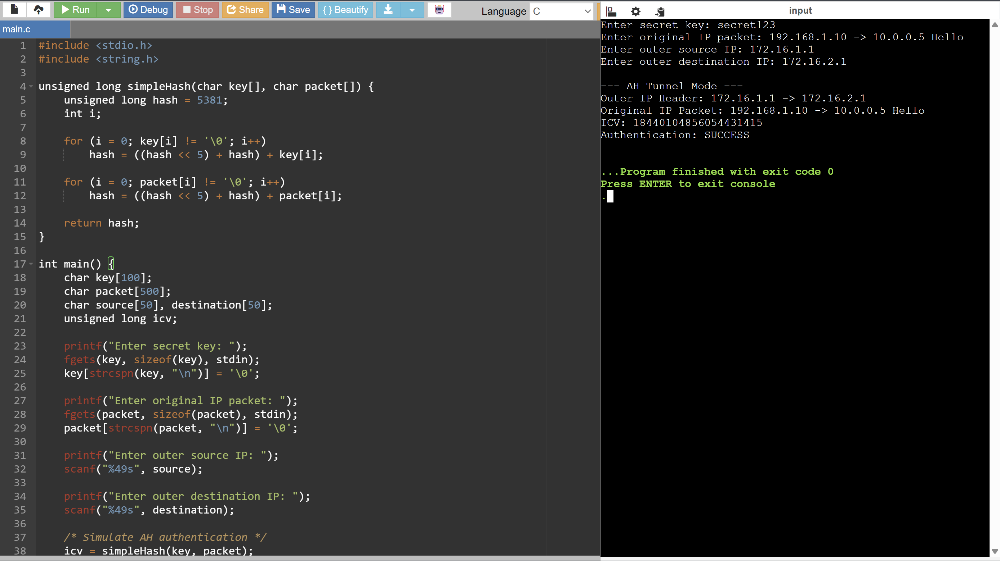 Run Debug Stop Share Save { } Beautify Language C
main.c
1 #include <stdio.h>
2 #include <string.h>
3
4 unsigned long simpleHash(char key[], char packet[]) {
5     unsigned long hash = 5381;
6     int i;
7
8     for (i = 0; key[i] != '\0'; i++)
9         hash = ((hash << 5) + hash) + key[i];
10
11     for (i = 0; packet[i] != '\0'; i++)
12         hash = ((hash << 5) + hash) + packet[i];
13
14     return hash;
15 }
16
17 int main() {
18     char key[100];
19     char packet[500];
20     char source[50], destination[50];
21     unsigned long icv;
22
23     printf("Enter secret key: ");
24     fgets(key, sizeof(key), stdin);
25     key[strcspn(key, "\n")] = '\0';
26
27     printf("Enter original IP packet: ");
28     fgets(packet, sizeof(packet), stdin);
29     packet[strcspn(packet, "\n")] = '\0';
30
31     printf("Enter outer source IP: ");
32     scanf("%49s", source);
33
34     printf("Enter outer destination IP: ");
35     scanf("%49s", destination);
36
37     /* Simulate AH authentication */
38     icv = simpleHash(key, packet);
input
Enter secret key: secret123
Enter original IP packet: 192.168.1.10 -> 10.0.0.5 Hello
Enter outer source IP: 172.16.1.1
Enter outer destination IP: 172.16.2.1
--- AH Tunnel Mode ---
Outer IP Header: 172.16.1.1 -> 172.16.2.1
Original IP Packet: 192.168.1.10 -> 10.0.0.5 Hello
ICV: 18440104856054431415
Authentication: SUCCESS
...Program finished with exit code 0
Press ENTER to exit console
.